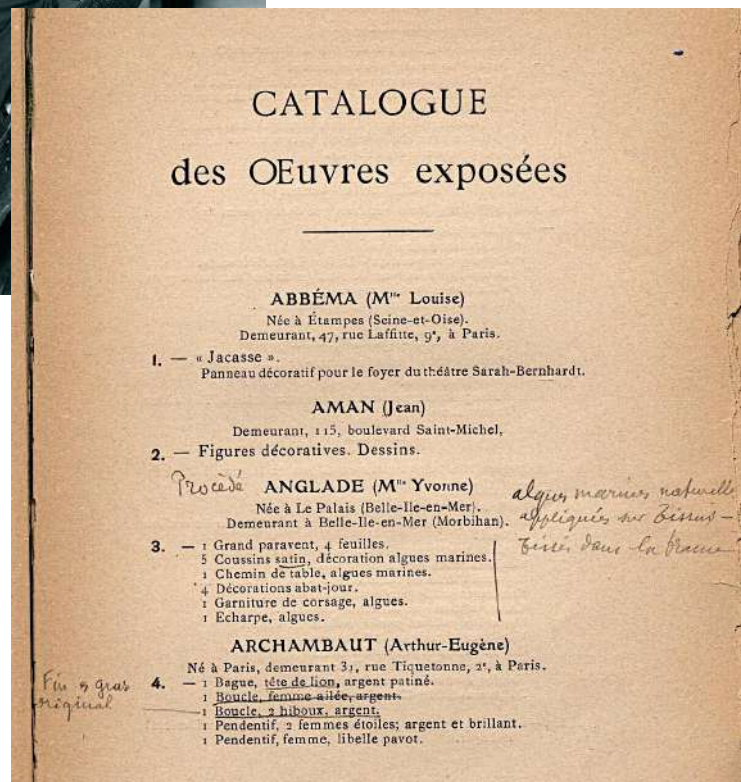 CATALOGUE
des Œuvres exposées
ABBÉMA (Mlle Louise)
Née à Étampes (Seine-et-Oise).
Demeurant, 47, rue Laffitte, 9e, à Paris.
1. — « Jacasse ».
Panneau décoratif pour le foyer du théâtre Sarah-Bernhardt.
AMAN (Jean)
Demeurant, 115, boulevard Saint-Michel,
2. — Figures décoratives. Dessins.
Procédé
ANGLADE (Mlle Yvonne)
Née à Le Palais (Belle-Ile-en-Mer).
Demeurant à Belle-Ile-en-Mer (Morbihan).
algues marines naturelle
appliquées sur tissus —
tissés dans la trame
3. — 1 Grand paravent, 4 feuilles.
5 Coussins satin, décoration algues marines.
1 Chemin de table, algues marines.
4 Décorations abat-jour.
1 Garniture de corsage, algues.
1 Echarpe, algues.
ARCHAMBAUT (Arthur-Eugène)
Né à Paris, demeurant 31, rue Tiquetonne, 2e, à Paris.
Fin & gras
original
4. — 1 Bague, tête de lion, argent patiné.
1 Boucle, femme ailée, argent.
1 Boucle, 2 hiboux, argent.
1 Pendentif, 2 femmes étoiles; argent et brillant.
1 Pendentif, femme, libelle pavot.